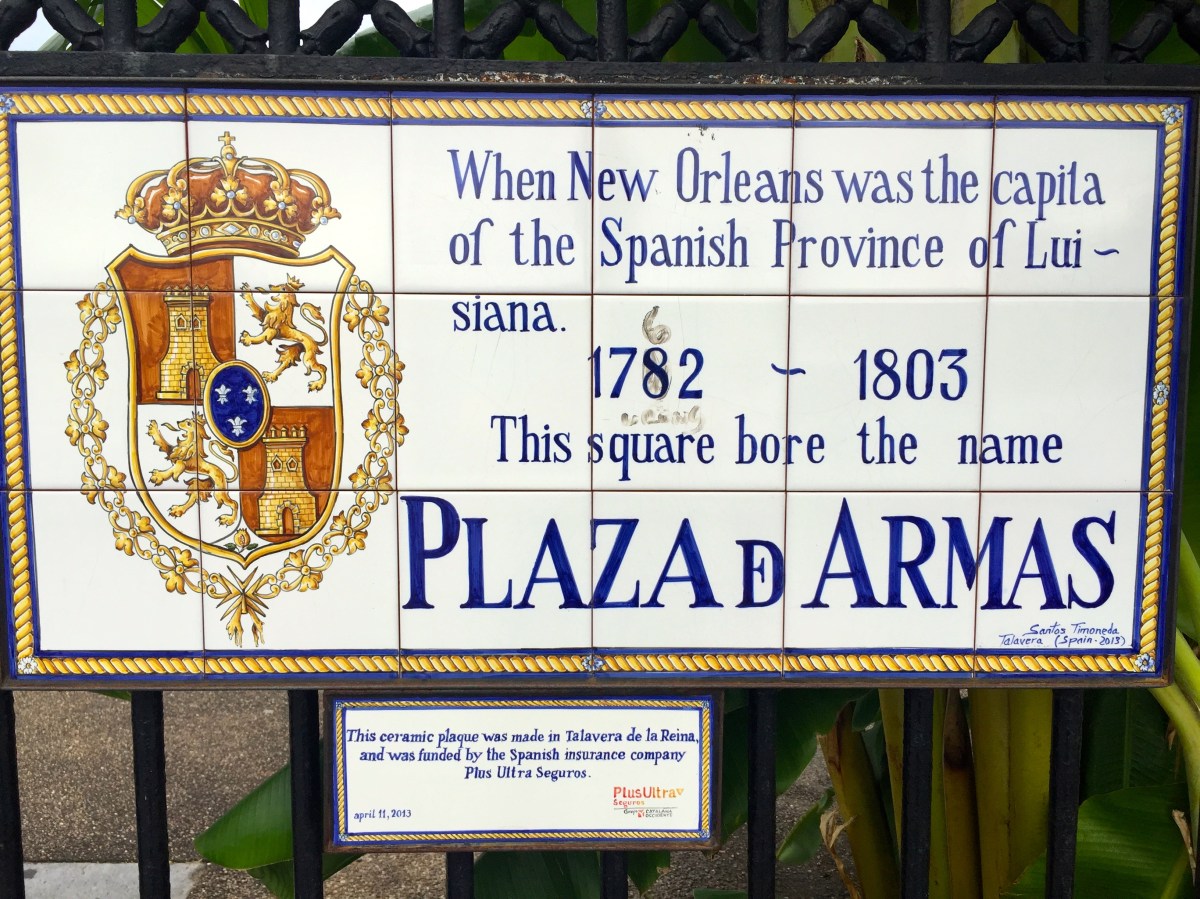 When New Orleans was the capita
of the Spanish Province of Lui ~
siana.
6
1782 ~ 1803
This square bore the name
PLAZA DE ARMAS
Santos Timoneda
Talavera (Spain-2013)
This ceramic plaque was made in Talavera de la Reina,
and was funded by the Spanish insurance company
Plus Ultra Seguros.
PlusUltra
Seguros
april 11, 2013